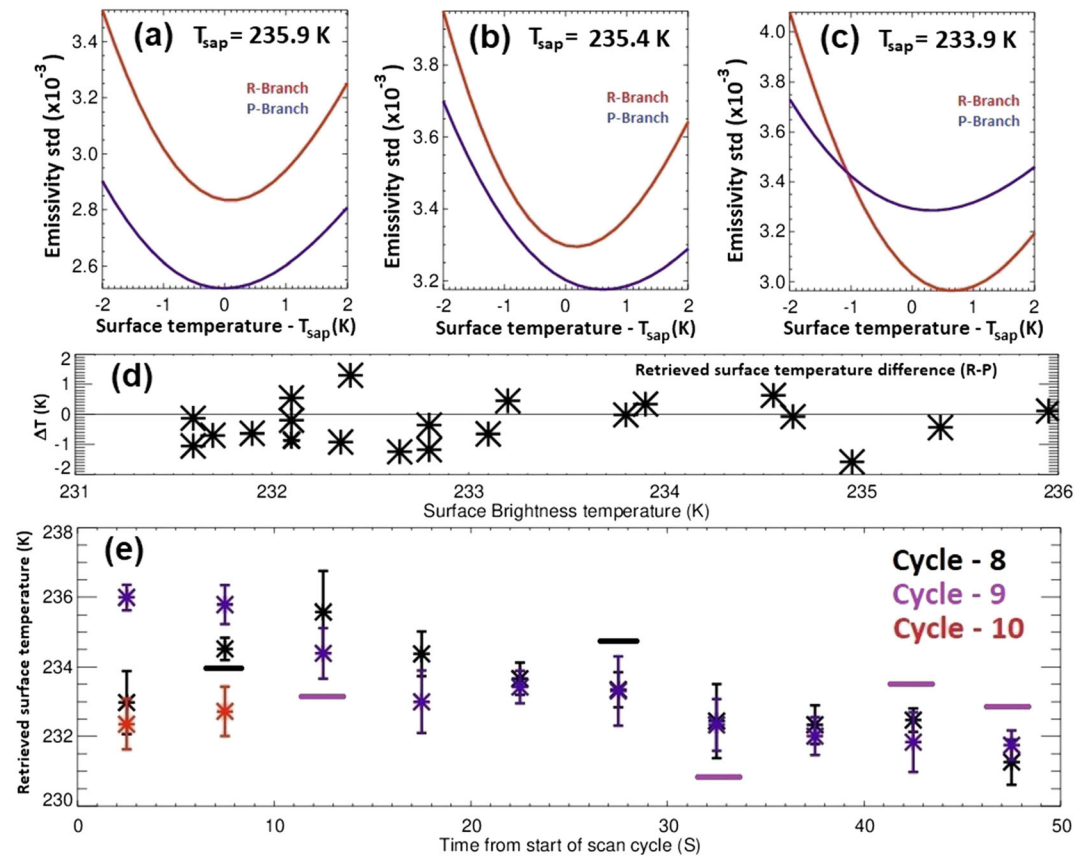 (a) T_sap = 235.9 K
R-Branch
P-Branch
Emissivity std (x10^-3)
3.4
3.2
3.0
2.8
2.6
-2 -1 0 1 2
Surface temperature - T_sap(K)
(b) T_sap = 235.4 K
R-Branch
P-Branch
Emissivity std (x10^-3)
3.8
3.6
3.4
3.2
-2 -1 0 1 2
Surface temperature - T_sap(K)
(c) T_sap = 233.9 K
R-Branch
P-Branch
Emissivity std (x10^-3)
4.0
3.8
3.6
3.4
3.2
3.0
-2 -1 0 1 2
Surface temperature - T_sap(K)
(d) Retrieved surface temperature difference (R-P)
ΔT (K)
2
1
0
-1
-2
231 232 233 234 235 236
Surface Brightness temperature (K)
(e)
Cycle - 8
Cycle - 9
Cycle - 10
Retrieved surface temperature (K)
238
236
234
232
230
0 10 20 30 40 50
Time from start of scan cycle (S)